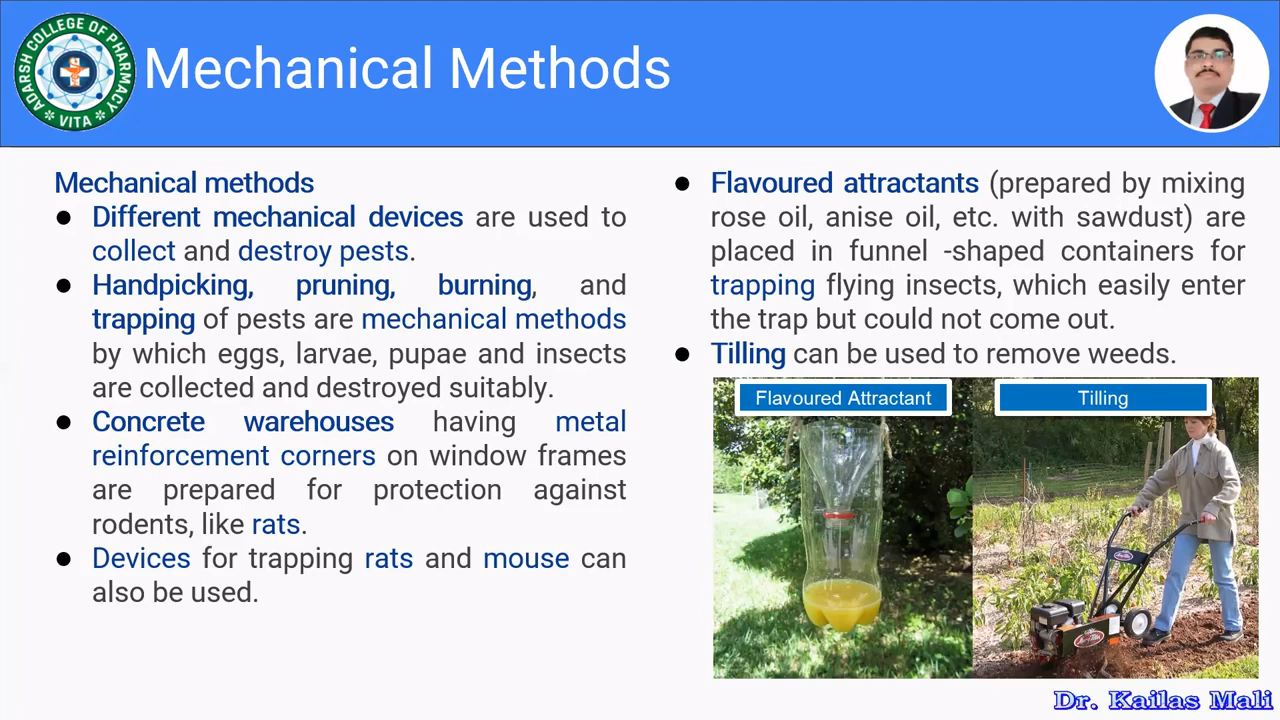 ADARSH COLLEGE OF PHARMACY
* VITA *
Mechanical Methods
Mechanical methods
● Different mechanical devices are used to
collect and destroy pests.
● Handpicking, pruning, burning, and
trapping of pests are mechanical methods
by which eggs, larvae, pupae and insects
are collected and destroyed suitably.
● Concrete warehouses having metal
reinforcement corners on window frames
are prepared for protection against
rodents, like rats.
● Devices for trapping rats and mouse can
also be used.
● Flavoured attractants (prepared by mixing
rose oil, anise oil, etc. with sawdust) are
placed in funnel -shaped containers for
trapping flying insects, which easily enter
the trap but could not come out.
● Tilling can be used to remove weeds.
Flavoured Attractant
Tilling
Dr. Kailas Mali